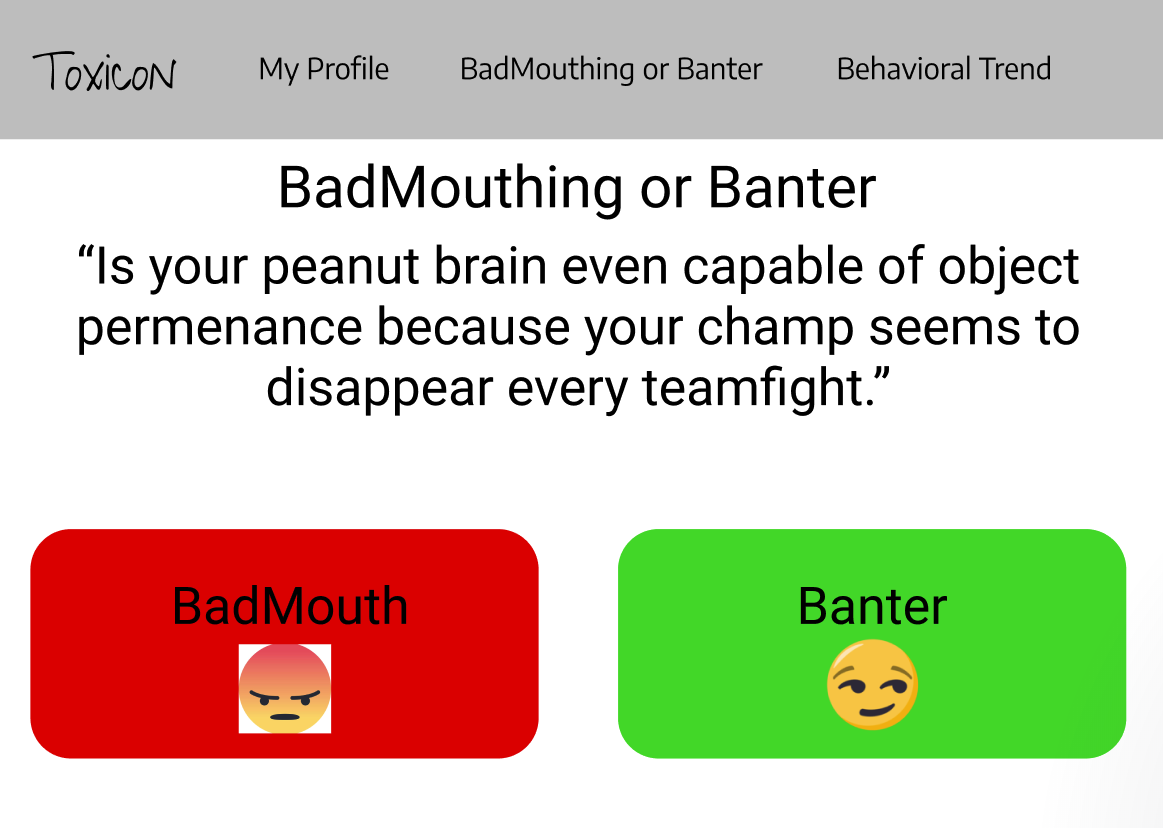 Toxicon
My Profile
BadMouthing or Banter
Behavioral Trend
BadMouthing or Banter
“Is your peanut brain even capable of object
permenance because your champ seems to
disappear every teamfight.”
BadMouth
Banter